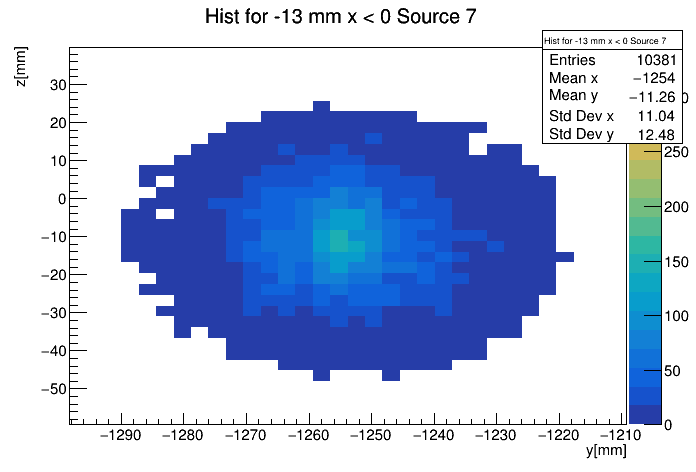 Hist for -13 mm x < 0 Source 7
z[mm]
Hist for -13 mm x < 0 Source 7
Entries 10381
Mean x −1254
Mean y −11.26
Std Dev x 11.04
Std Dev y 12.48
30
20
10
0
−10
−20
−30
−40
−50
0
250
200
150
100
50
0
−1290 −1280 −1270 −1260 −1250 −1240 −1230 −1220 −1210
y[mm]